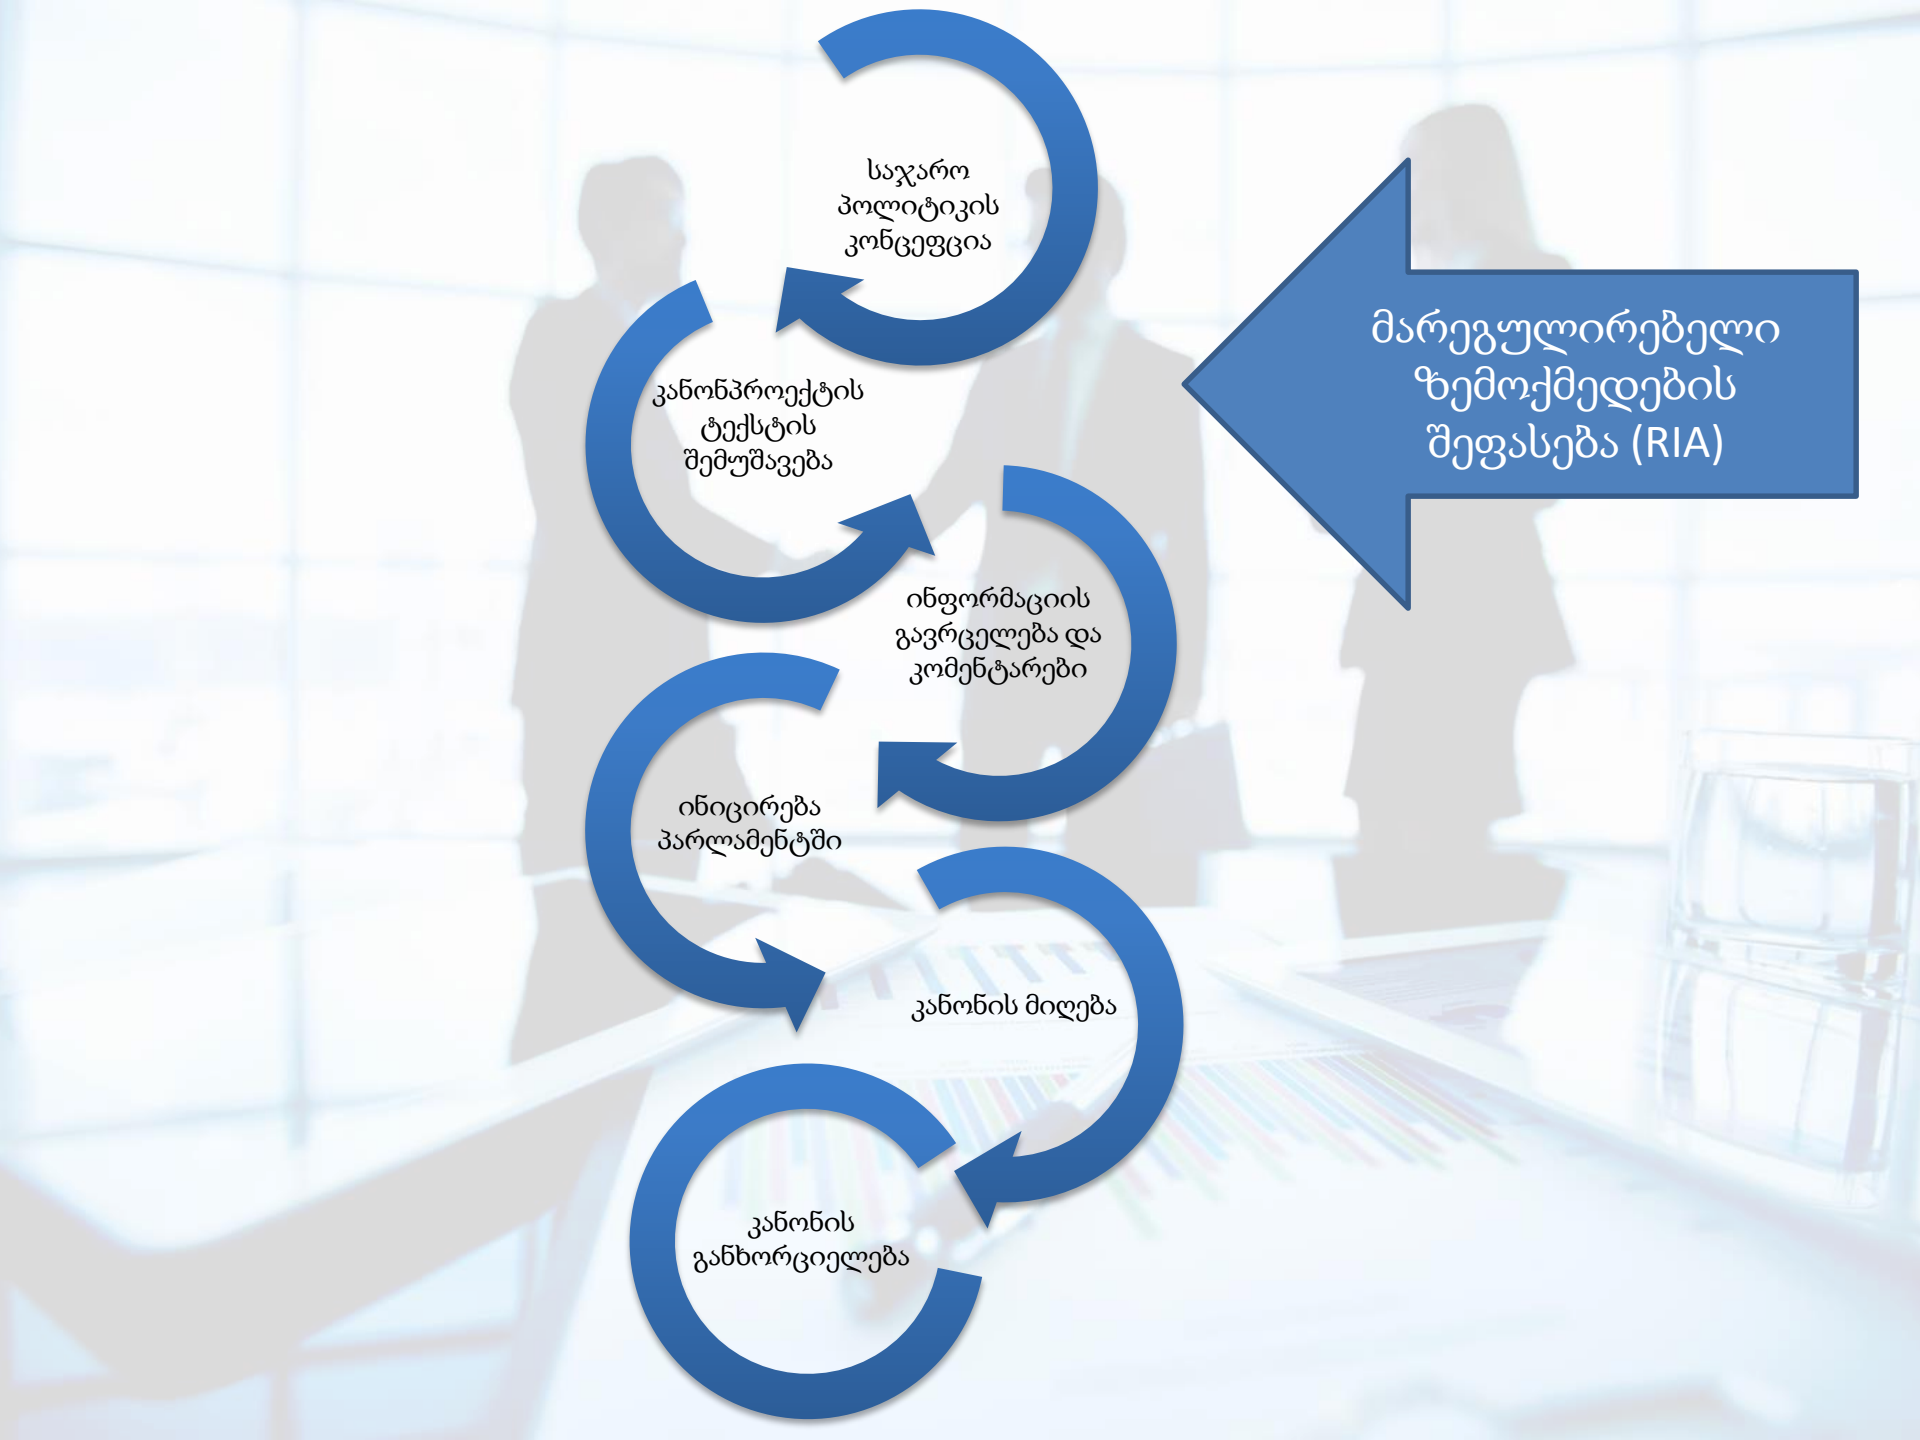 საჯარო
პოლიტიკის
კონცეფცია
კანონპროექტის
ტექსტის
შემუშავება
ინფორმაციის
გავრცელება და
კომენტარები
ინიცირება
პარლამენტში
კანონის მიღება
კანონის
განხორციელება
მარეგულირებელი
ზემოქმედების
შეფასება (RIA)